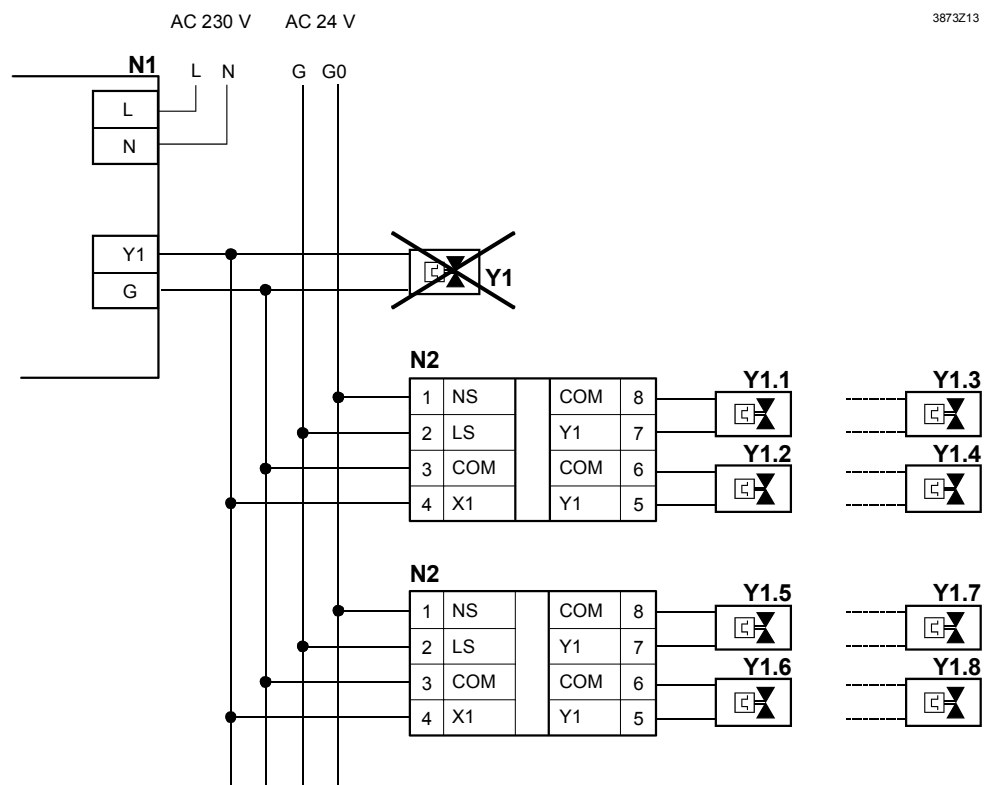 AC 230 V AC 24 V 3873Z13
N1 L N G G0
L
N
Y1
G
Y1
N2
1 NS COM 8
2 LS Y1 7
3 COM COM 6
4 X1 Y1 5
Y1.1 Y1.3
Y1.2 Y1.4
N2
1 NS COM 8
2 LS Y1 7
3 COM COM 6
4 X1 Y1 5
Y1.5 Y1.7
Y1.6 Y1.8